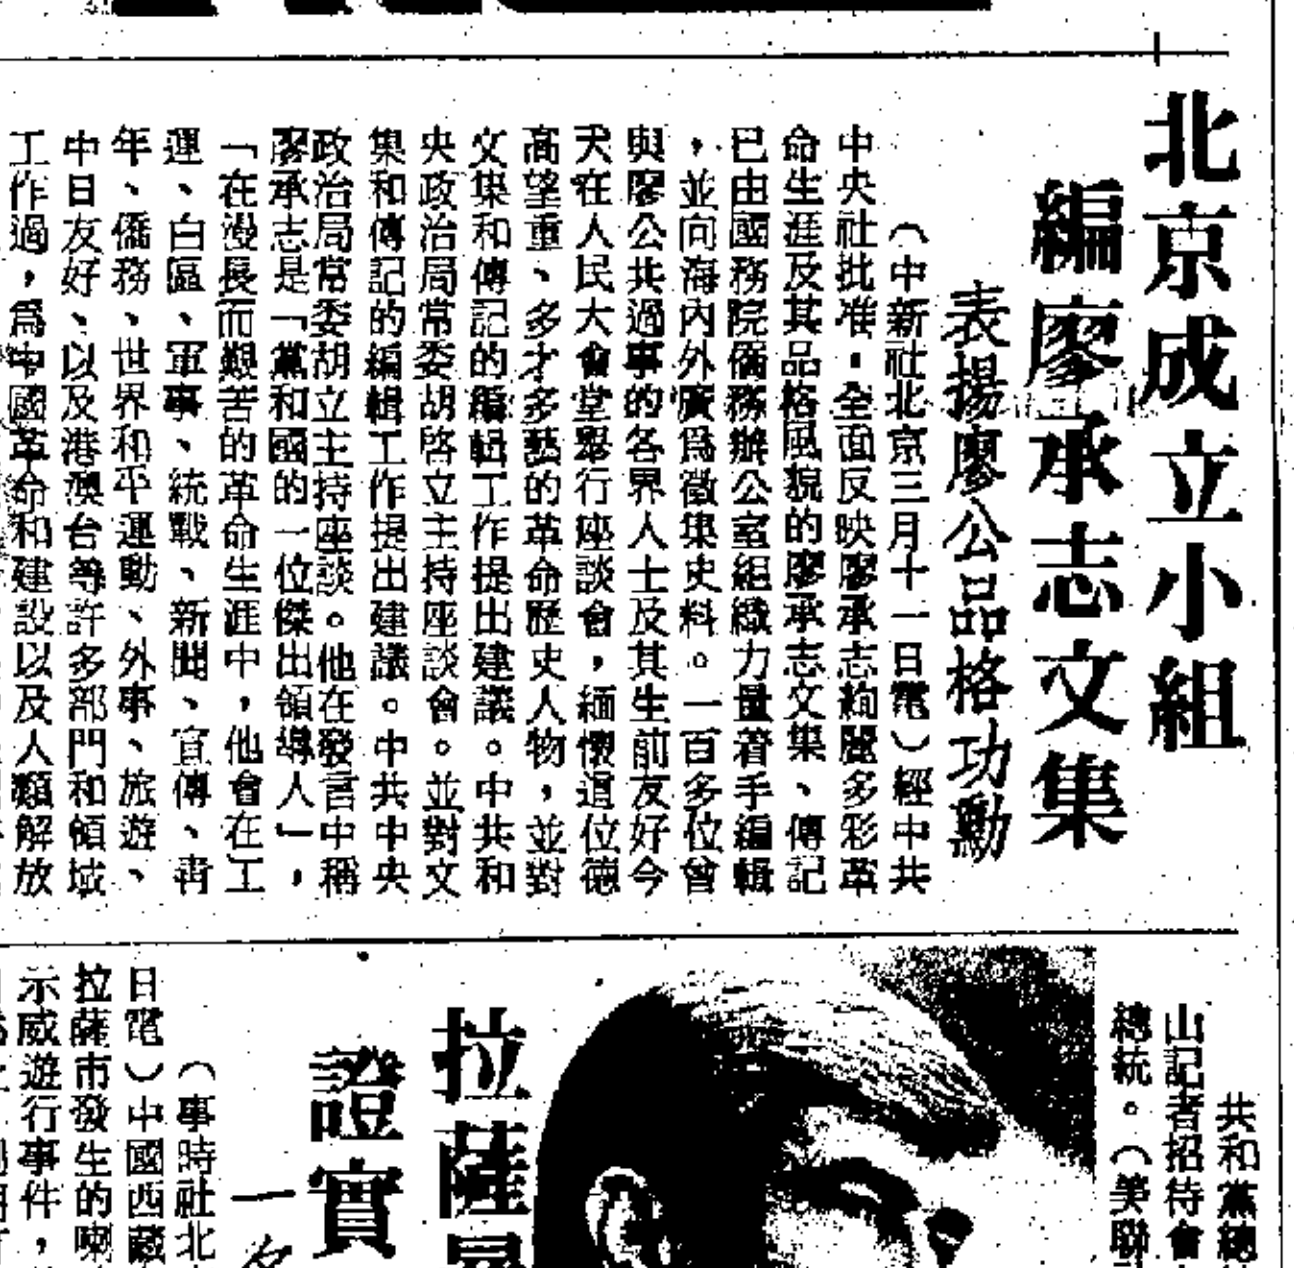 北京成立小組
編廖承志文集
表揚廖公品格功勳
（中新社北京三月十一日電）經中共
中央社批准，全面反映廖承志絢麗多彩革
命生涯及其品格風貌的廖承志文集、傳記
已由國務院僑務辦公室組織力量著手編輯
，並向海內外廣爲徵集史料。一百多位曾
與廖公共過事的各界人士及其生前友好今
天在人民大會堂舉行座談會，緬懷這位德
高望重、多才多藝的革命歷史人物，並對
文集和傳記的編輯工作提出建議。中共和
央政治局常委胡啓立主持座談會。並對文
集和傳記的編輯工作提出建議。中共中央
政治局常委胡立主持座談。他在發言中稱
廖承志是「黨和國的一位傑出領導人」，
「在漫長而艱苦的革命生涯中，他會在工
運、白區、軍事、統戰、新聞、宣傳、青
年、僑務、世界和平運動、外事、旅遊、
中日友好、以及港澳台等許多部門和領域
工作過，爲中國革命和建設以及人類解放
共和黨總
山記者招待會
總統。（美聯
拉薩
證實
一
（事時社北
日電）中國西藏
拉薩市發生的喇
示威遊行事件，